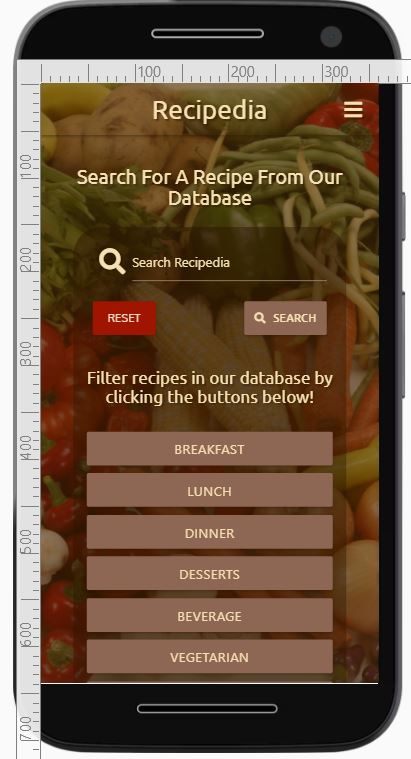 100 200 300
Recipedia
100
Search For A Recipe From Our
Database
200
Search Recipedia
RESET
SEARCH
300
Filter recipes in our database by
clicking the buttons below!
400
BREAKFAST
LUNCH
500
DINNER
DESSERTS
600
BEVERAGE
VEGETARIAN
700